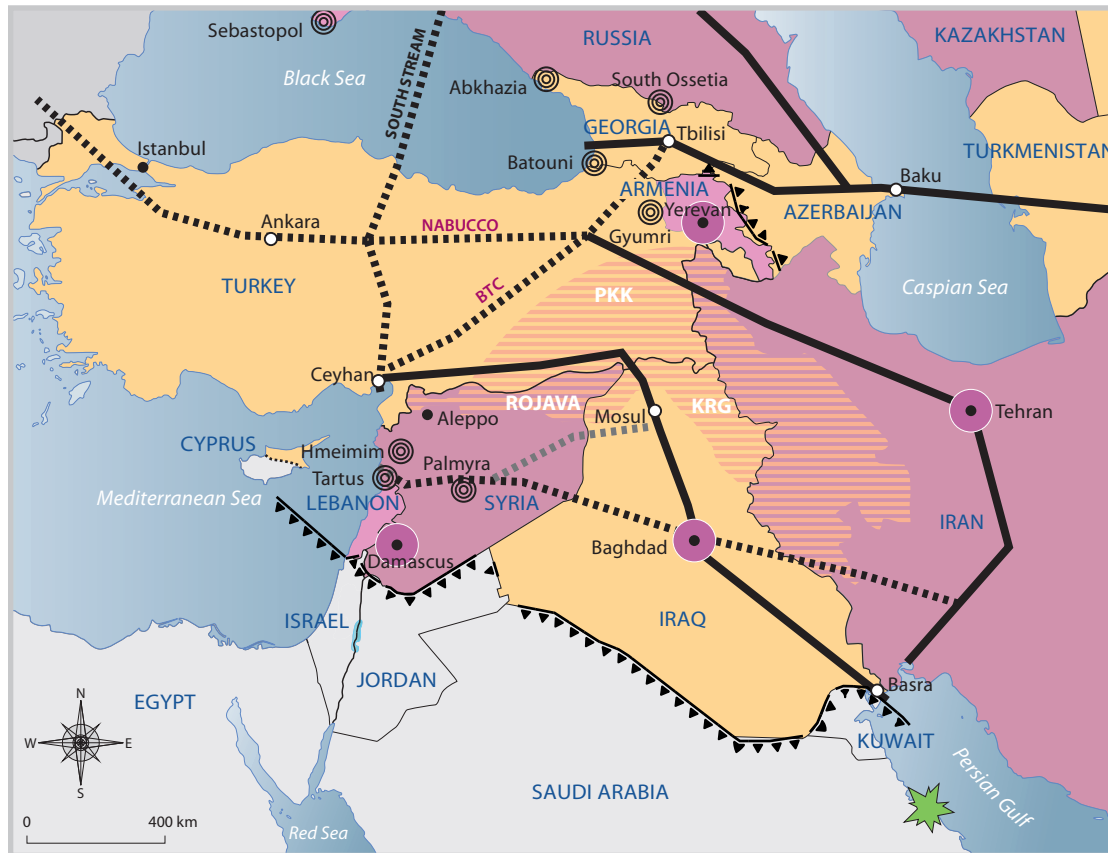 Sebastopol
RUSSIA
KAZAKHSTAN
Black Sea
SOUTH STREAM
Abkhazia
South Ossetia
GEORGIA
Tbilisi
TURKMENISTAN
Istanbul
Batouni
Baku
ARMENIA
AZERBAIJAN
Yerevan
Ankara
NABUCCO
Gyumri
TURKEY
BTC
PKK
Caspian Sea
Ceyhan
ROJAVA
KRG
Aleppo
Mosul
Tehran
CYPRUS
Hmeimim
Palmyra
Tartus
Mediterranean Sea
LEBANON
SYRIA
IRAN
Baghdad
Damascus
ISRAEL
IRAQ
JORDAN
EGYPT
Basra
N
W
E
S
KUWAIT
Persian Gulf
SAUDI ARABIA
0
400 km
Red Sea